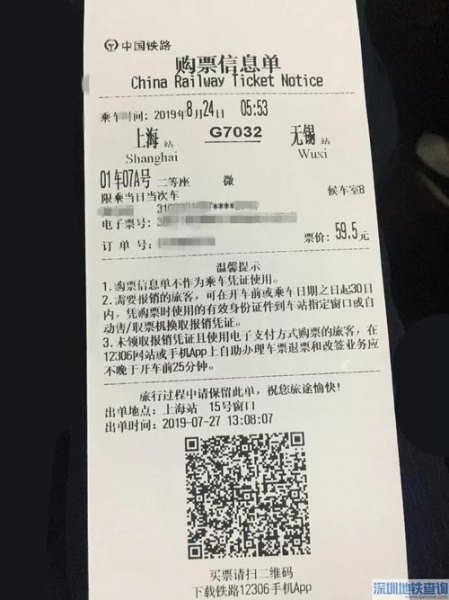 中国铁路
购票信息单
China Railway Ticket Notice
乘车时间: 2019年8月24日 05:53
上海站 G7032 无锡站
Shanghai Wuxi
01车07A号 二等座 微 候车室B
限乘当日当次车
****
电子票号:
订单号: 票价: 59.5元
温馨提示
1.购票信息单不作为乘车凭证使用。
2.需要报销的旅客，可在开车前或乘车日期之日起30日
内，凭购票时使用的有效身份证件到车站指定窗口或自
动售/取票机换取报销凭证。
3.未领取报销凭证且使用电子支付方式购票的旅客，在
12306网站或手机App上自助办理车票退票和改签业务应
不晚于开车前25分钟。
旅行过程中请保留此单，祝您旅途愉快！
出单地点: 上海站 15号窗口
出单时间: 2019-07-27 13:08:07
买票请扫二维码
下载铁路12306手机App
深圳地铁查询